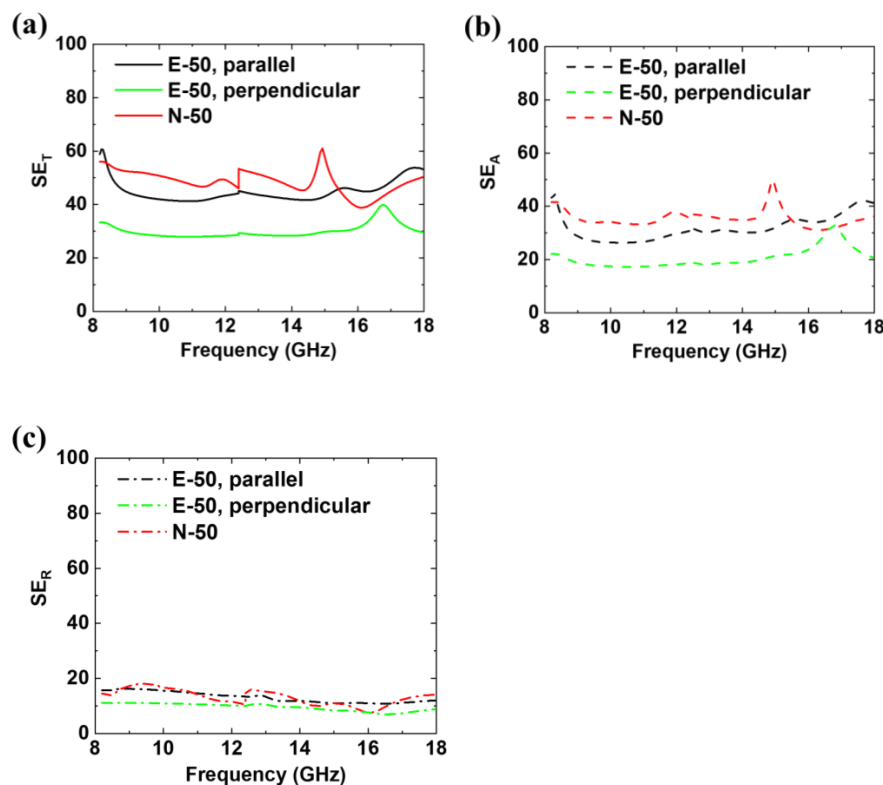 (a)
100
80
60
40
20
0
SE_T
E-50, parallel
E-50, perpendicular
N-50
8 10 12 14 16 18
Frequency (GHz)
(b)
100
80
60
40
20
0
SE_A
E-50, parallel
E-50, perpendicular
N-50
8 10 12 14 16 18
Frequency (GHz)
(c)
100
80
60
40
20
0
SE_R
E-50, parallel
E-50, perpendicular
N-50
8 10 12 14 16 18
Frequency (GHz)